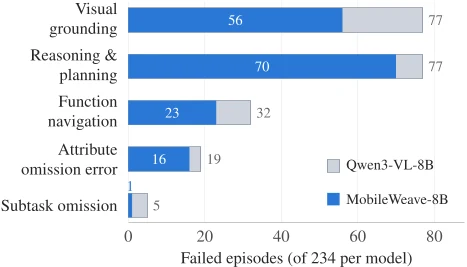 Visual
grounding
56
77
Reasoning &
planning
70
77
Function
navigation
23
32
Attribute
omission error
16
19
Qwen3-VL-8B
Subtask omission
1
5
MobileWeave-8B
0
20
40
60
80
Failed episodes (of 234 per model)